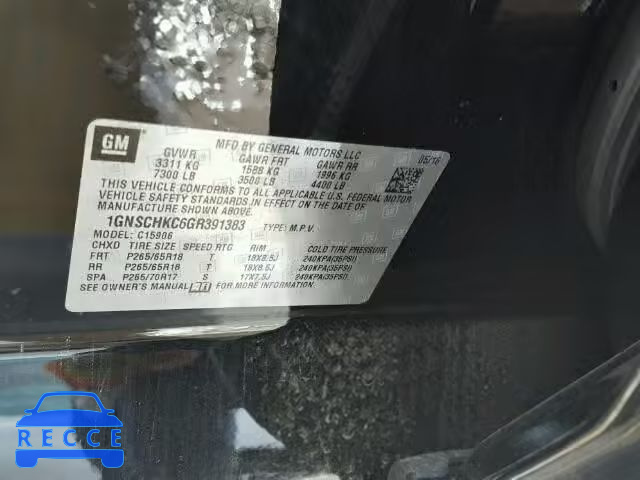 GM
MFD BY GENERAL MOTORS LLC
05/16
GVWR GAWR FRT GAWR RR
3311 KG 1588 KG 1996 KG
7300 LB 3500 LB 4400 LB
THIS VEHICLE CONFORMS TO ALL APPLICABLE U.S. FEDERAL MOTOR
VEHICLE SAFETY STANDARDS IN EFFECT ON THE DATE OF
MANUFACTURE SHOWN ABOVE.
1GNSCHKC6GR391383 TYPE: M.P.V.
MODEL: C15906
CHXD TIRE SIZE SPEED RTG RIM COLD TIRE PRESSURE
FRT P265/65R18 T 18X8.5J 240KPA(35PSI)
RR P265/65R18 T 18X8.5J 240KPA(35PSI)
SPA P265/70R17 S 17X7.5J 240KPA(35PSI)
SEE OWNER'S MANUAL FOR MORE INFORMATION.
RECCE